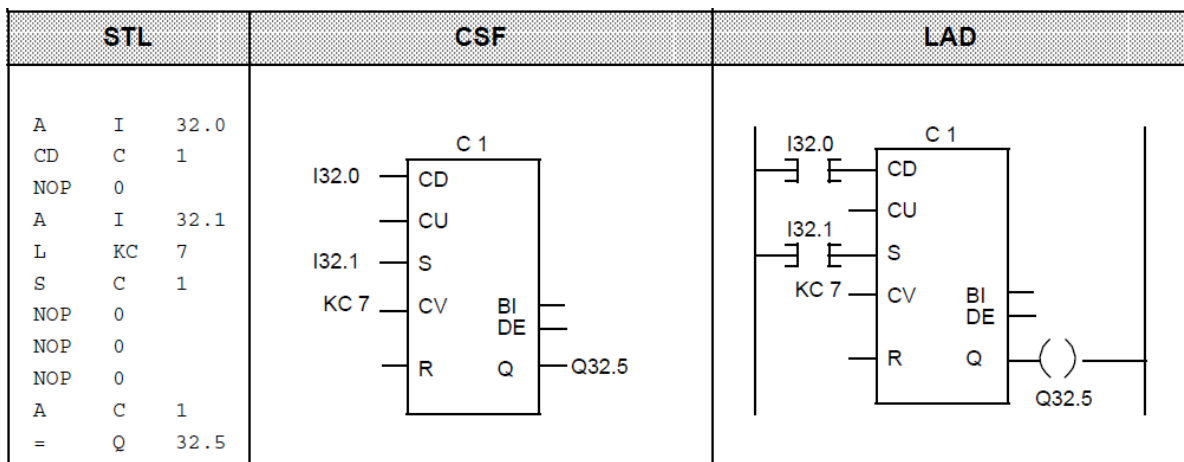 STL
CSF
LAD
A I 32.0
CD C 1
NOP 0
A I 32.1
L KC 7
S C 1
NOP 0
NOP 0
NOP 0
A C 1
= Q 32.5
C 1
I32.0 CD
CU
I32.1 S
KC 7 CV BI
DE
R Q Q32.5
C 1
I32.0
CD
CU
I32.1
S
KC 7 CV BI
DE
R Q
Q32.5